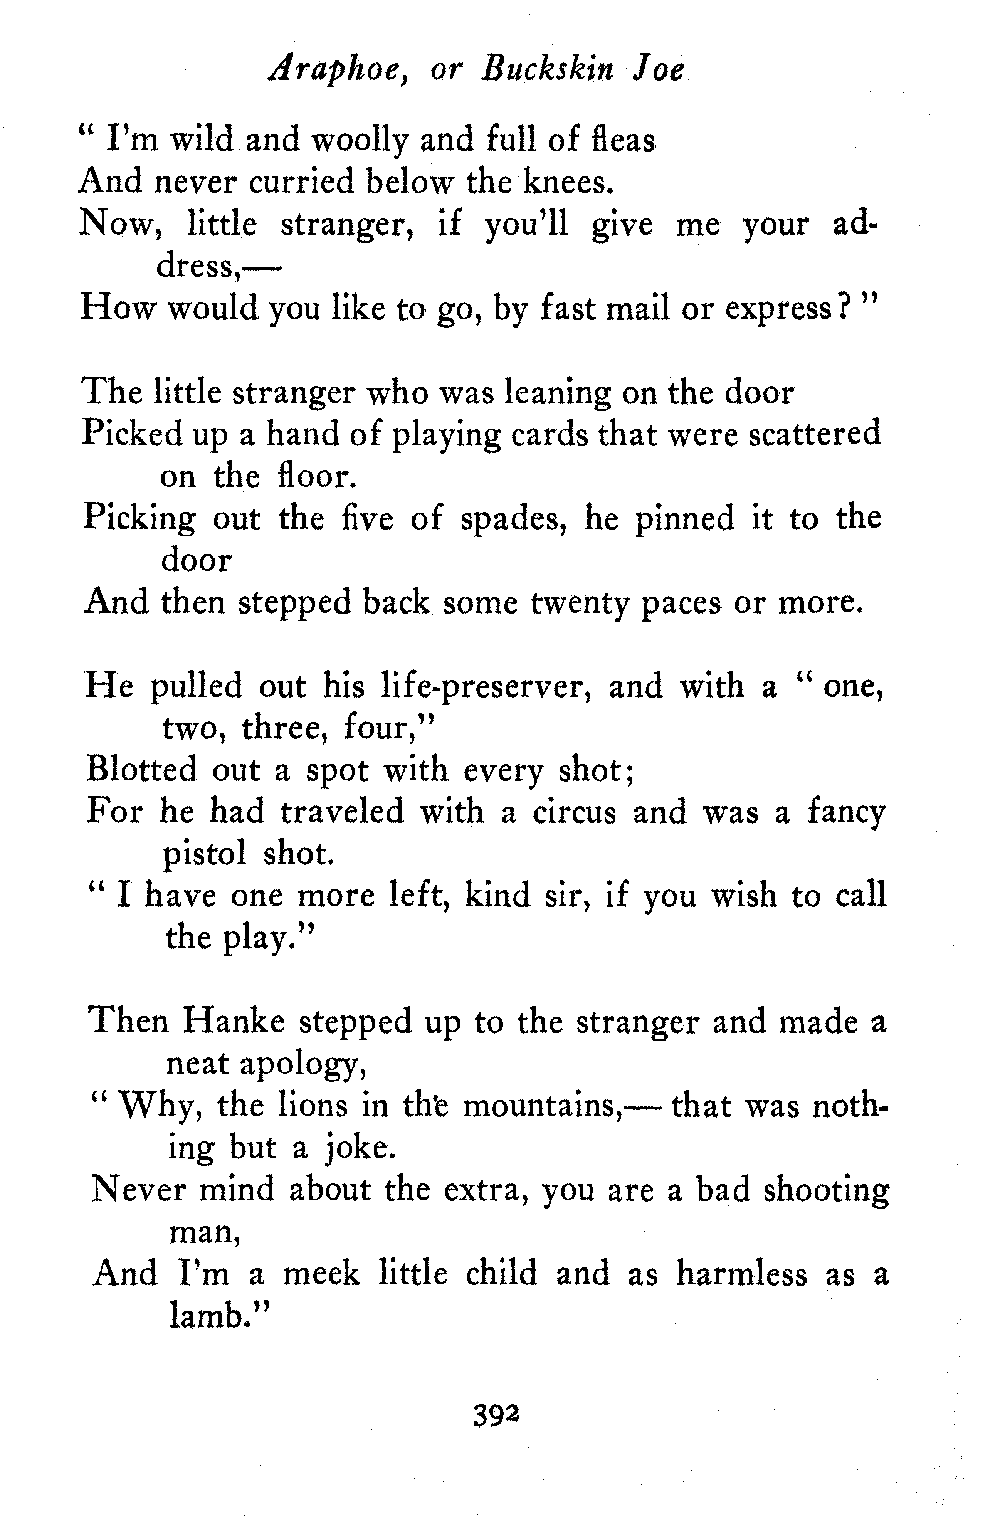 Araphoe, or Buckskin Joe
“ I’m wild and woolly and full of fleas
And never curried below the knees.
Now, little stranger, if you’ll give me your ad-
dress,—
How would you like to go, by fast mail or express? ”
The little stranger who was leaning on the door
Picked up a hand of playing cards that were scattered
on the floor.
Picking out the five of spades, he pinned it to the
door
And then stepped back some twenty paces or more.
He pulled out his life-preserver, and with a “ one,
two, three, four,”
Blotted out a spot with every shot;
For he had traveled with a circus and was a fancy
pistol shot.
“ I have one more left, kind sir, if you wish to call
the play.”
Then Hanke stepped up to the stranger and made a
neat apology,
“ Why, the lions in the mountains,— that was noth-
ing but a joke.
Never mind about the extra, you are a bad shooting
man,
And I’m a meek little child and as harmless as a
lamb.”
392